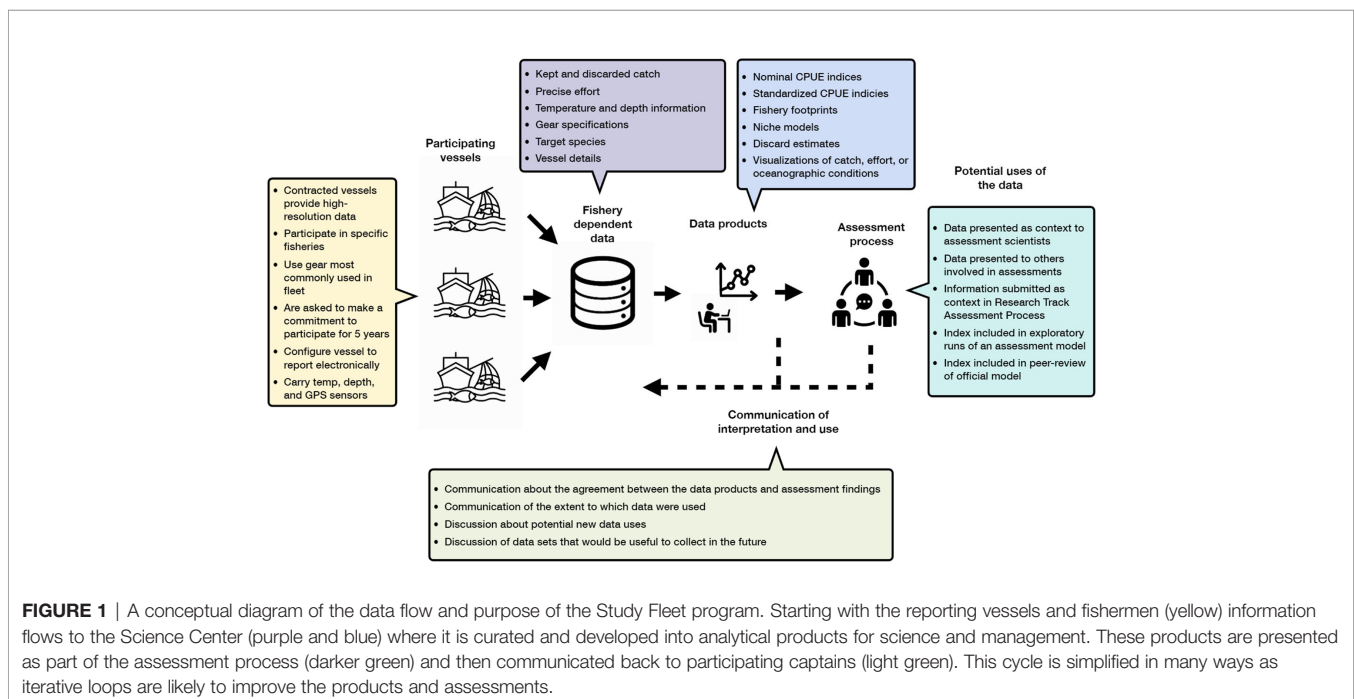 Participating
vessels
• Contracted vessels
provide high-
resolution data
• Participate in specific
fisheries
• Use gear most
commonly used in
fleet
• Are asked to make a
commitment to
participate for 5 years
• Configure vessel to
report electronically
• Carry temp, depth,
and GPS sensors
• Kept and discarded catch
• Precise effort
• Temperature and depth information
• Gear specifications
• Target species
• Vessel details
Fishery
dependent
data
• Nominal CPUE indices
• Standardized CPUE indicies
• Fishery footprints
• Niche models
• Discard estimates
• Visualizations of catch, effort, or
oceanographic conditions
Data products
Assessment
process
Potential uses of
the data
• Data presented as context to
assessment scientists
• Data presented to others
involved in assessments
• Information submitted as
context in Research Track
Assessment Process
• Index included in exploratory
runs of an assessment model
• Index included in peer-review
of official model
Communication of
interpretation and use
• Communication about the agreement between the data products and assessment findings
• Communication of the extent to which data were used
• Discussion about potential new data uses
• Discussion of data sets that would be useful to collect in the future
FIGURE 1 | A conceptual diagram of the data flow and purpose of the Study Fleet program. Starting with the reporting vessels and fishermen (yellow) information
flows to the Science Center (purple and blue) where it is curated and developed into analytical products for science and management. These products are presented
as part of the assessment process (darker green) and then communicated back to participating captains (light green). This cycle is simplified in many ways as
iterative loops are likely to improve the products and assessments.